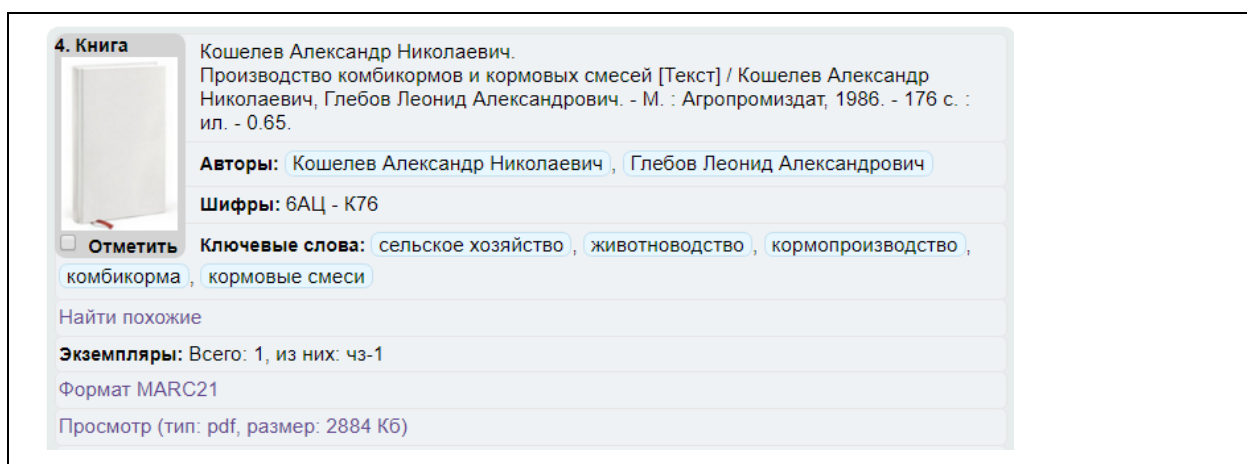 4. Книга
Кошелев Александр Николаевич.
Производство комбикормов и кормовых смесей [Текст] / Кошелев Александр
Николаевич, Глебов Леонид Александрович. - М. : Агропромиздат, 1986. - 176 с. :
ил. - 0.65.
Авторы: Кошелев Александр Николаевич , Глебов Леонид Александрович
Шифры: 6АЦ - К76
Отметить
Ключевые слова: сельское хозяйство , животноводство , кормопроизводство ,
комбикорма , кормовые смеси
Найти похожие
Экземпляры: Всего: 1, из них: чз-1
Формат MARC21
Просмотр (тип: pdf, размер: 2884 Кб)